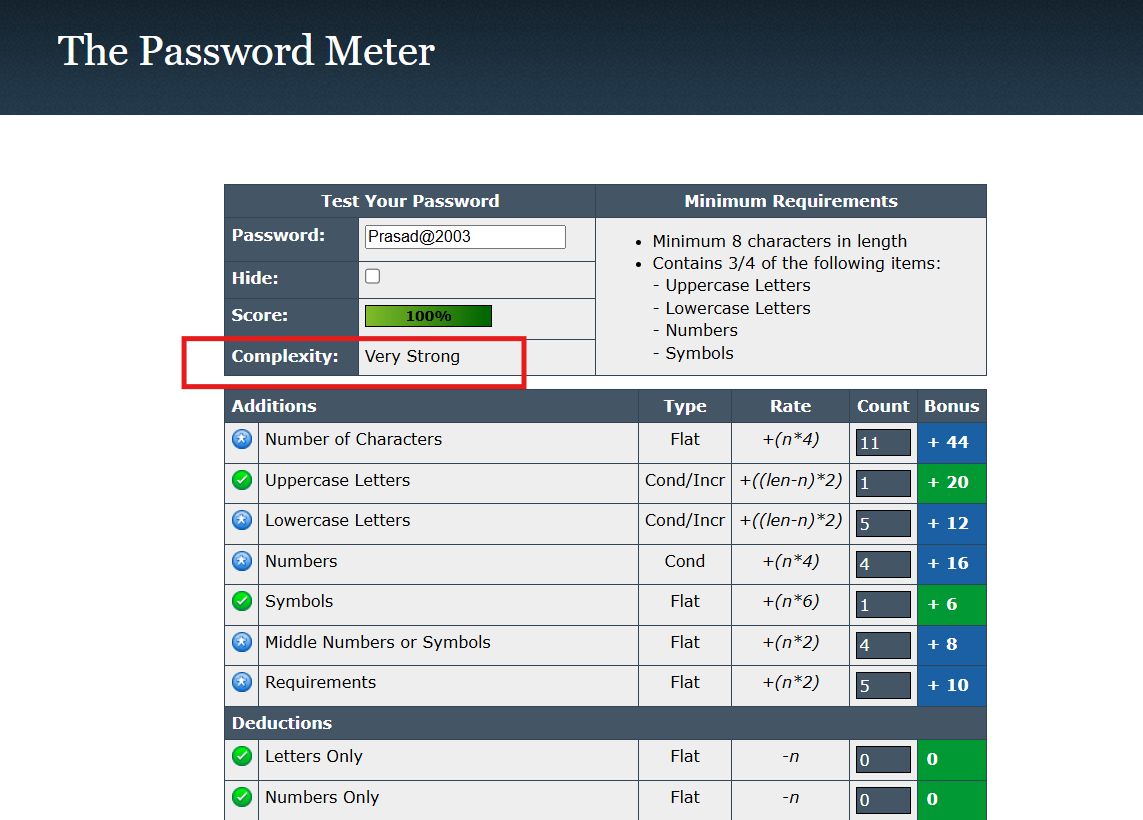 The Password Meter
Test Your Password
Minimum Requirements
Password: Prasad@2003
Hide:
Score: 100%
Complexity: Very Strong
• Minimum 8 characters in length
• Contains 3/4 of the following items:
- Uppercase Letters
- Lowercase Letters
- Numbers
- Symbols
Additions Type Rate Count Bonus
Number of Characters Flat +(n*4) 11 + 44
Uppercase Letters Cond/Incr +((len-n)*2) 1 + 20
Lowercase Letters Cond/Incr +((len-n)*2) 5 + 12
Numbers Cond +(n*4) 4 + 16
Symbols Flat +(n*6) 1 + 6
Middle Numbers or Symbols Flat +(n*2) 4 + 8
Requirements Flat +(n*2) 5 + 10
Deductions
Letters Only Flat -n 0 0
Numbers Only Flat -n 0 0